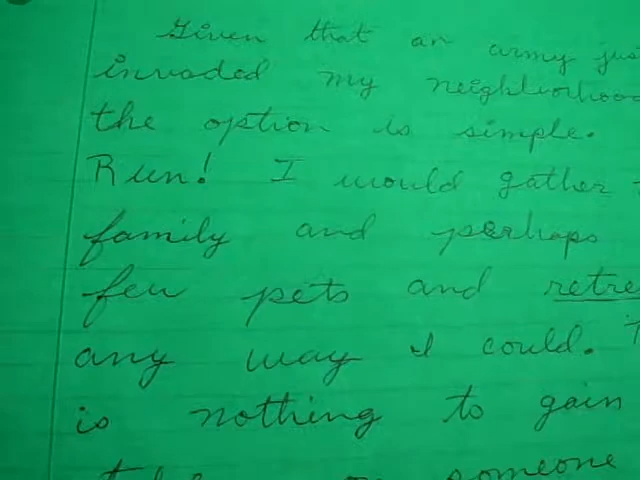 Given that an army jus
invaded my neighborhood
the option is simple.
Run! I would gather
family and perhaps
few pets and retre
any way I could.
is nothing to gain
someone